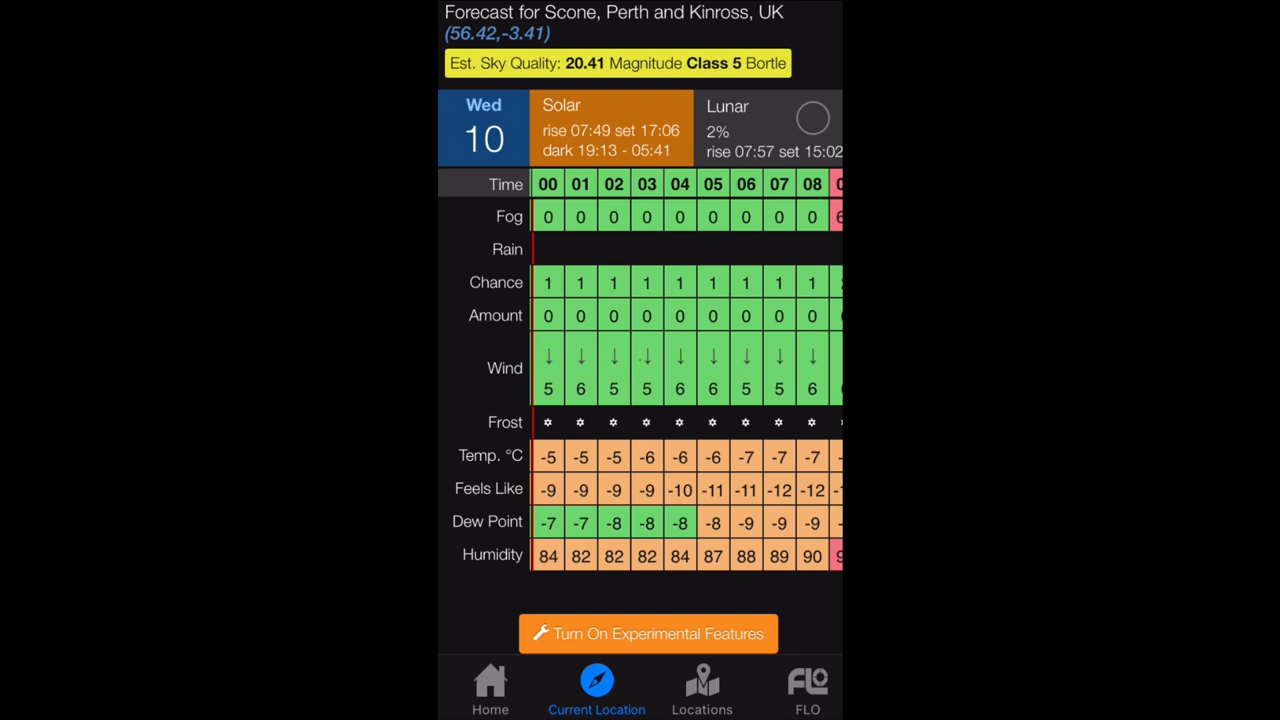 Forecast for Scone, Perth and Kinross, UK
(56.42,-3.41)
Est. Sky Quality: 20.41 Magnitude Class 5 Bortle
Wed
10
Solar
rise 07:49 set 17:06
dark 19:13 - 05:41
Lunar
2%
rise 07:57 set 15:02
Time 00 01 02 03 04 05 06 07 08
Fog 0 0 0 0 0 0 0 0 0
Rain
Chance 1 1 1 1 1 1 1 1 1
Amount 0 0 0 0 0 0 0 0 0
↓ ↓ ↓ ↓ ↓ ↓ ↓ ↓ ↓
Wind
5 6 5 5 6 6 5 5 6
Frost
Temp. °C -5 -5 -5 -6 -6 -6 -7 -7 -7
Feels Like -9 -9 -9 -9 -10 -11 -11 -12 -12
Dew Point -7 -7 -8 -8 -8 -8 -9 -9 -9
Humidity 84 82 82 82 84 87 88 89 90
Turn On Experimental Features
FLO
Home Current Location Locations FLO